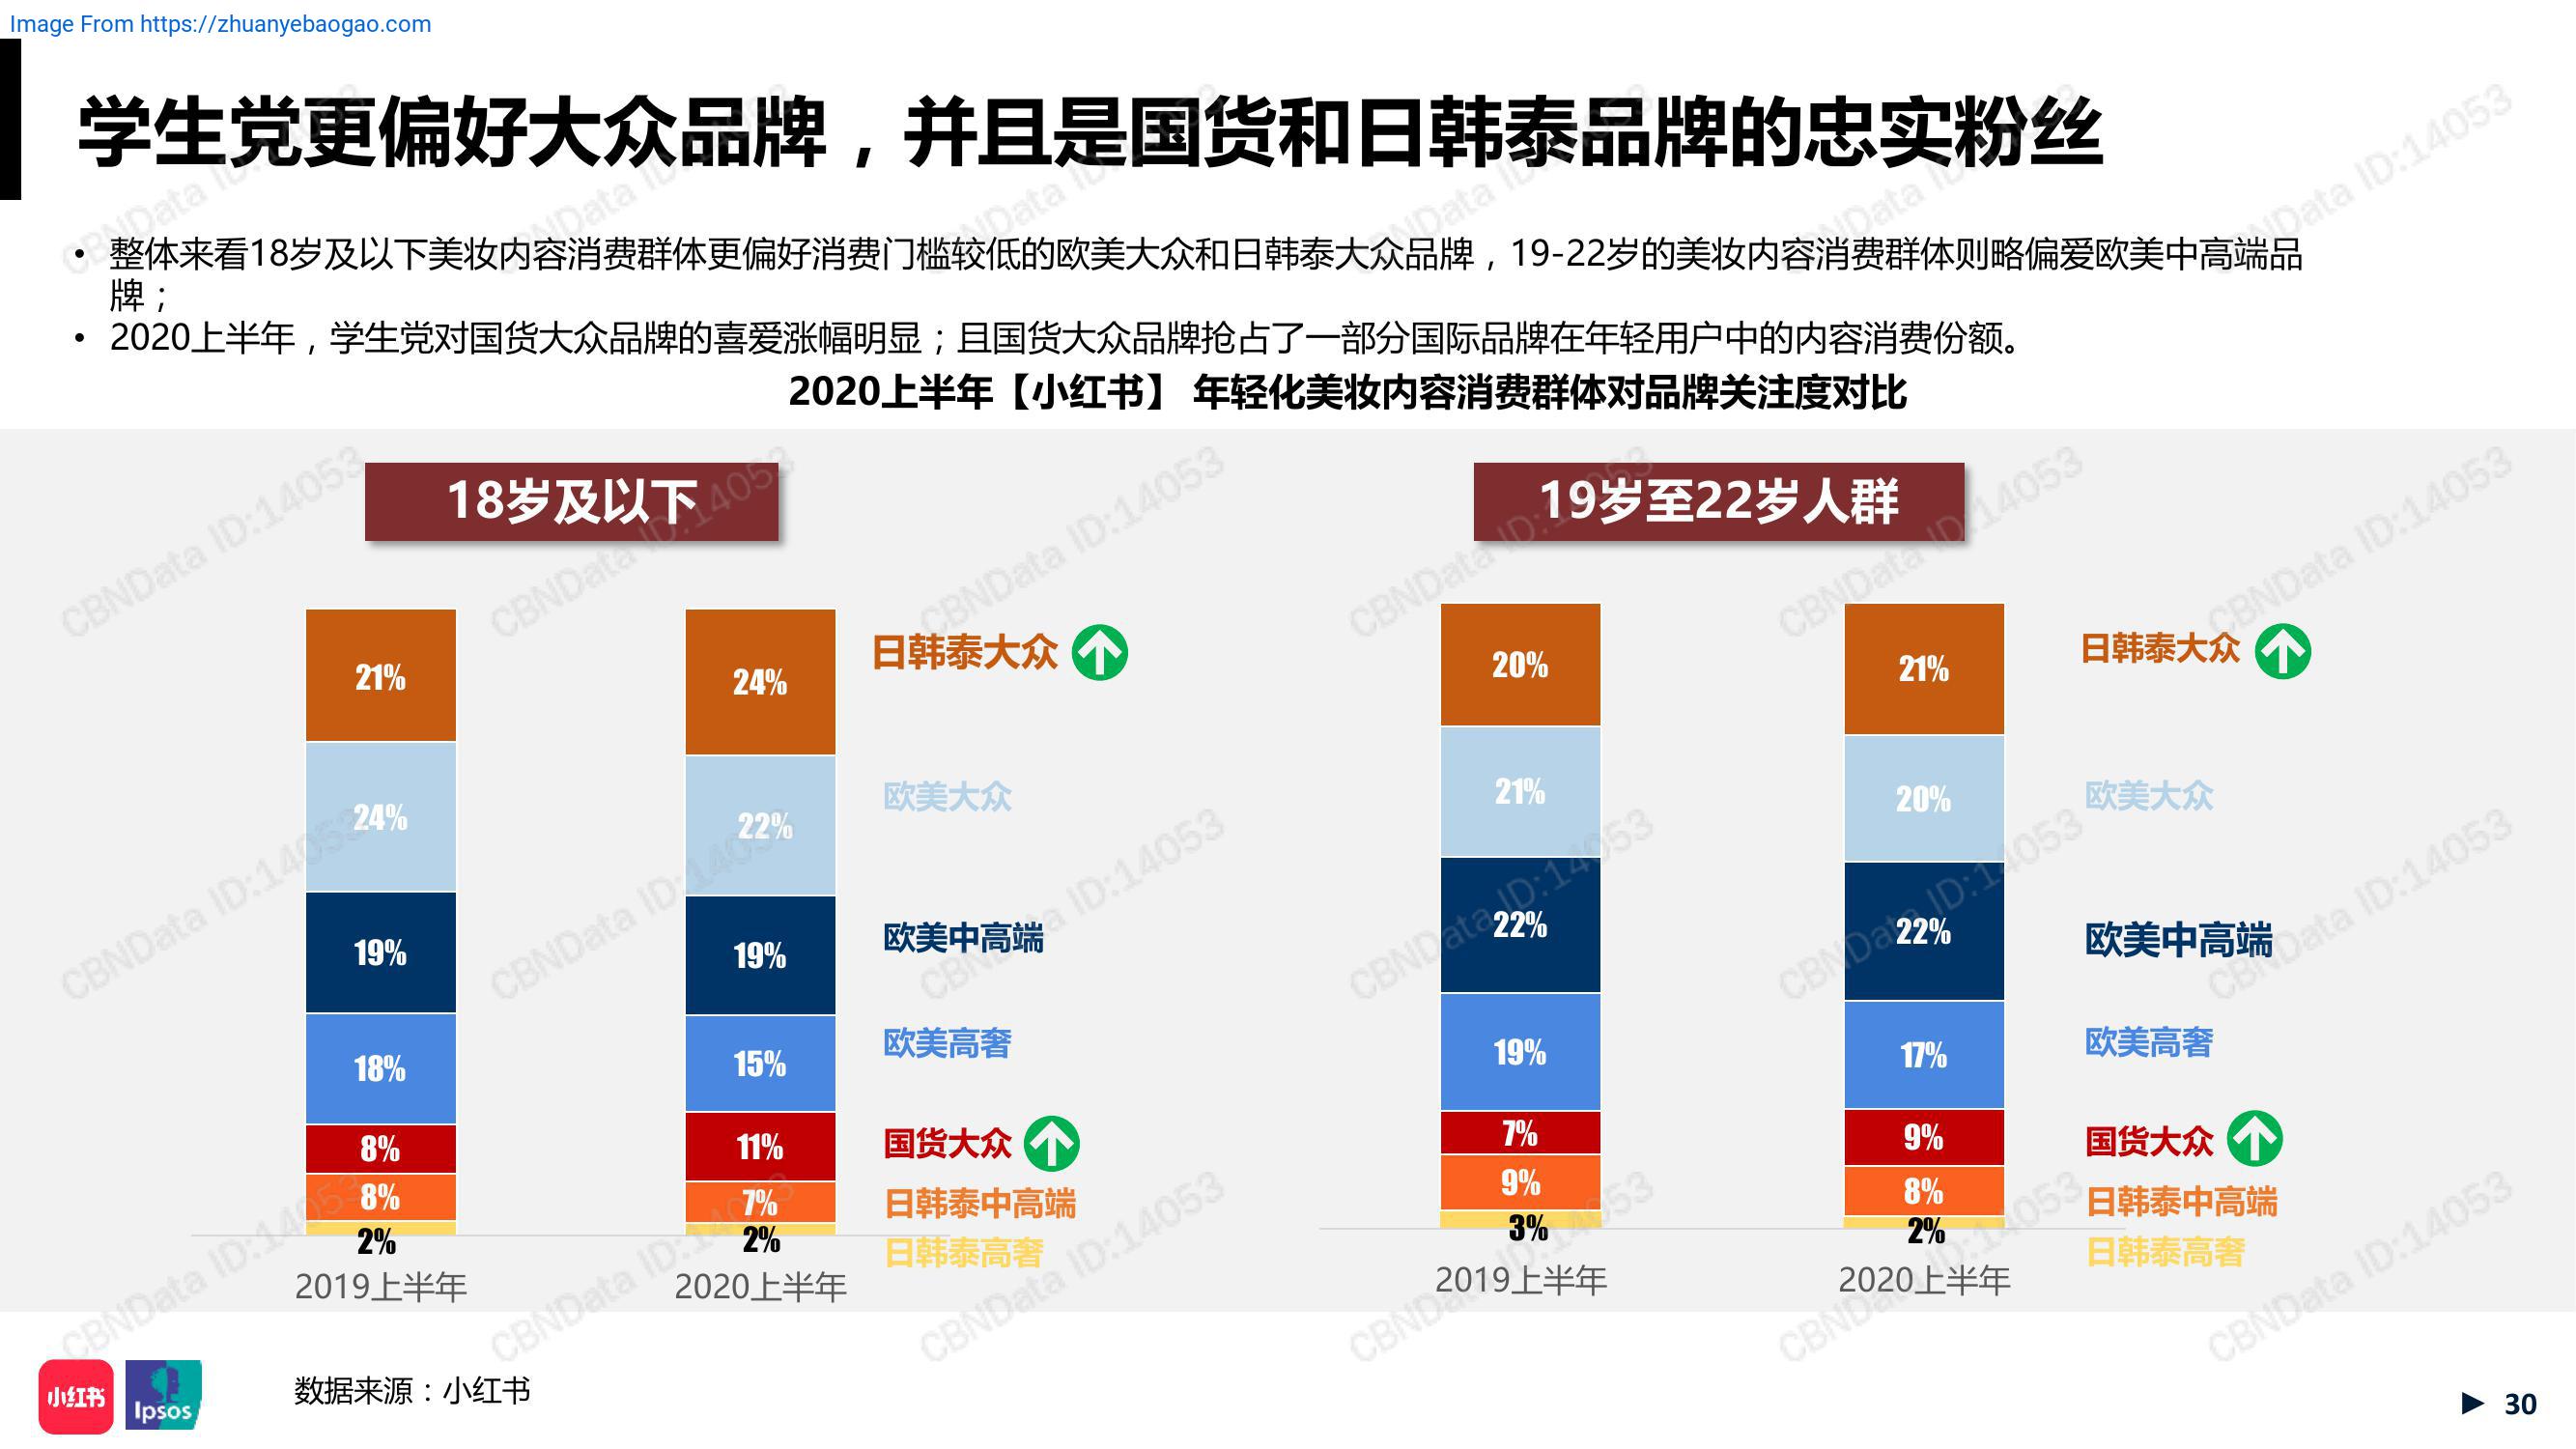 Image From https://zhuanyebaogao.com
学生党更偏好大众品牌，并且是国货和日韩泰品牌的忠实粉丝
• 整体来看18岁及以下美妆内容消费群体更偏好消费门槛较低的欧美大众和日韩泰大众品牌，19-22岁的美妆内容消费群体则略偏爱欧美中高端品
牌；
• 2020上半年，学生党对国货大众品牌的喜爱涨幅明显；且国货大众品牌抢占了一部分国际品牌在年轻用户中的内容消费份额。
2020上半年【小红书】 年轻化美妆内容消费群体对品牌关注度对比
18岁及以下
21%
24%
19%
18%
8%
8%
2%
2019上半年
24%
22%
19%
15%
11%
7%
2%
2020上半年
日韩泰大众
欧美大众
欧美中高端
欧美高奢
国货大众
日韩泰中高端
日韩泰高奢
19岁至22岁人群
20%
21%
22%
19%
7%
9%
3%
2019上半年
21%
20%
22%
17%
9%
8%
2%
2020上半年
日韩泰大众
欧美大众
欧美中高端
欧美高奢
国货大众
日韩泰中高端
日韩泰高奢
小红书
Ipsos
数据来源：小红书
30
CBNData ID:14053